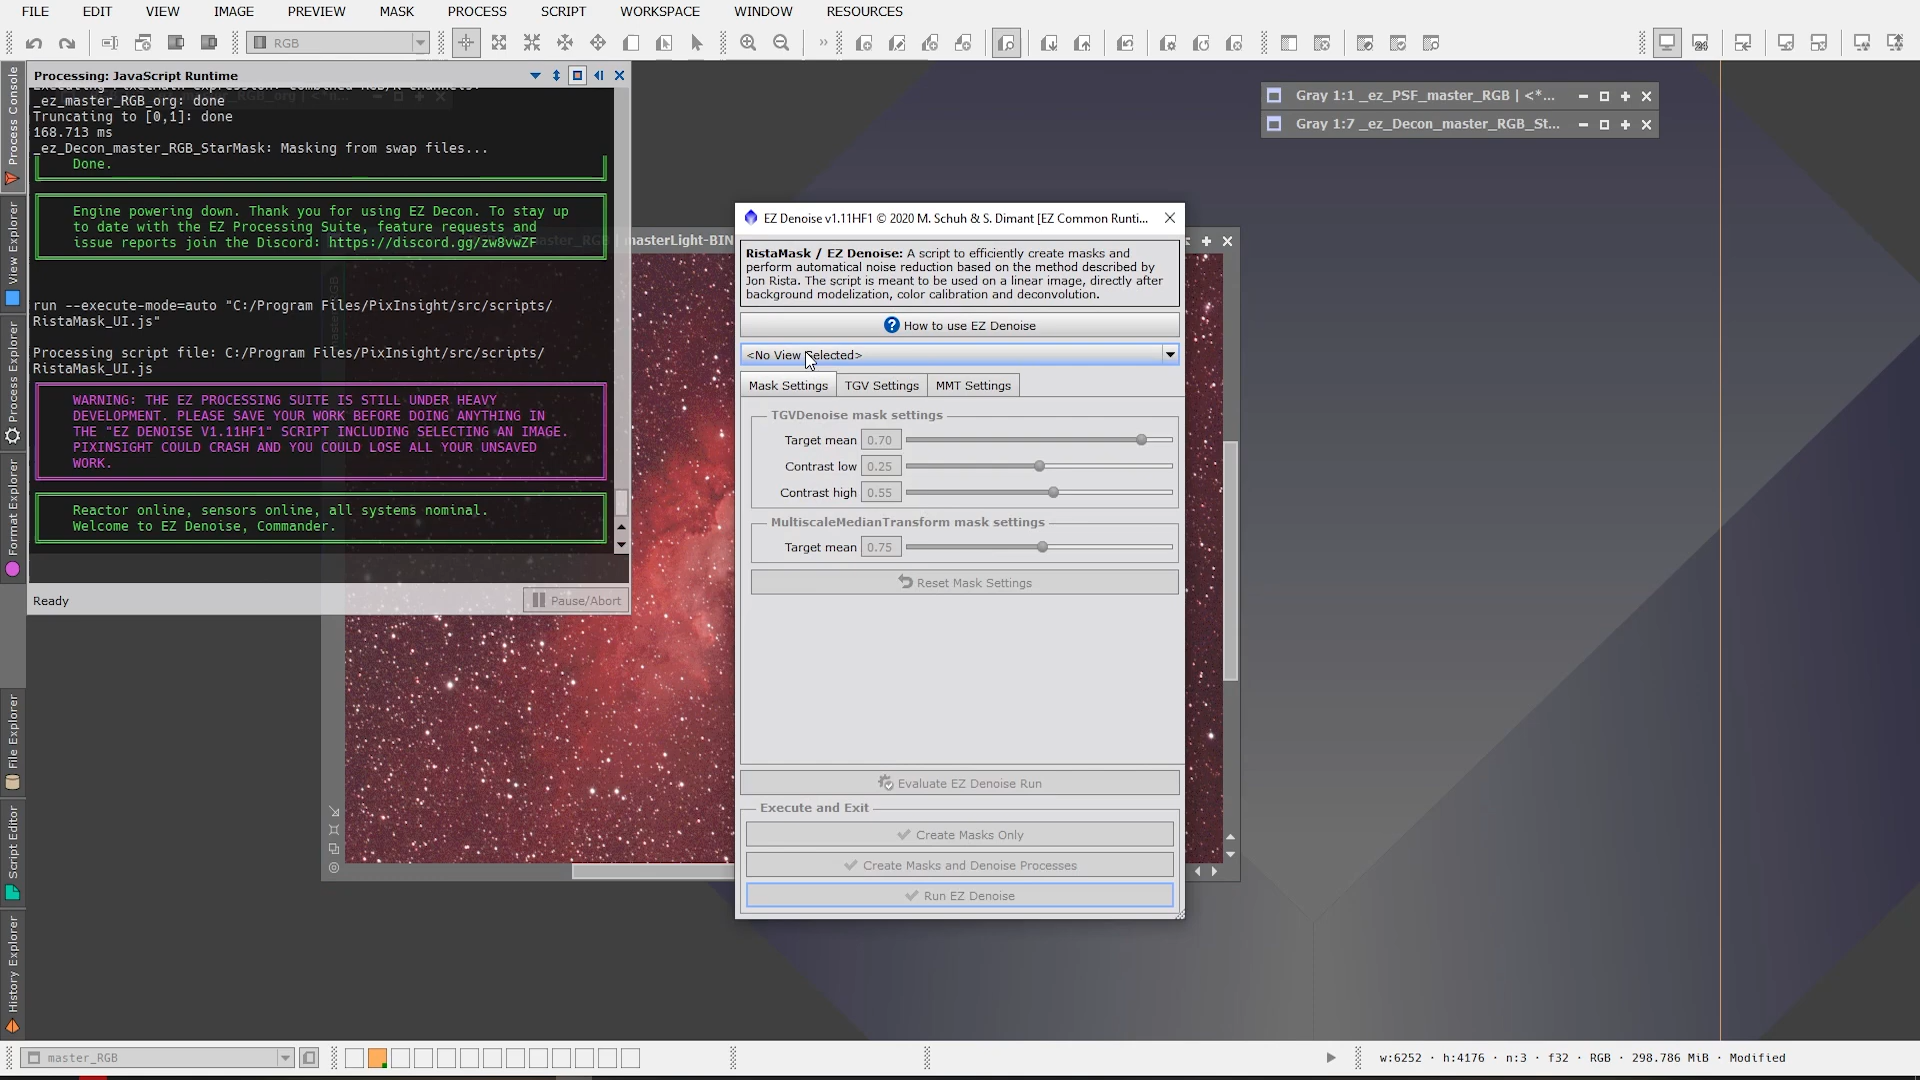 FILE EDIT VIEW IMAGE PREVIEW MASK PROCESS SCRIPT WORKSPACE WINDOW RESOURCES
RGB
Processing: JavaScript Runtime
_ez_master_RGB_org: done
Truncating to [0,1]: done
168.713 ms
_ez_Decon_master_RGB_StarMask: Masking from swap files...
Done.
Engine powering down. Thank you for using EZ Decon. To stay up
to date with the EZ Processing Suite, feature requests and
issue reports join the Discord: https://discord.gg/zw8vwZF
run --execute-mode=auto "C:/Program Files/PixInsight/src/scripts/
RistaMask_UI.js"
Processing script file: C:/Program Files/PixInsight/src/scripts/
RistaMask_UI.js
WARNING: THE EZ PROCESSING SUITE IS STILL UNDER HEAVY
DEVELOPMENT. PLEASE SAVE YOUR WORK BEFORE DOING ANYTHING IN
THE "EZ DENOISE V1.11HF1" SCRIPT INCLUDING SELECTING AN IMAGE.
PIXINSIGHT COULD CRASH AND YOU COULD LOSE ALL YOUR UNSAVED
WORK.
Reactor online, sensors online, all systems nominal.
Welcome to EZ Denoise, Commander.
Ready
Pause/Abort
Process Console
View Explorer
Process Explorer
Format Explorer
File Explorer
Script Editor
History Explorer
Gray 1:1 _ez_PSF_master_RGB | <*...
Gray 1:7 _ez_Decon_master_RGB_St...
masterLight-BIN
EZ Denoise v1.11HF1 © 2020 M. Schuh & S. Dimant [EZ Common Runti...
RistaMask / EZ Denoise: A script to efficiently create masks and
perform automatical noise reduction based on the method described by
Jon Rista. The script is meant to be used on a linear image, directly after
background modelization, color calibration and deconvolution.
How to use EZ Denoise
<No View Selected>
Mask Settings TGV Settings MMT Settings
TGVDenoise mask settings
Target mean 0.70
Contrast low 0.25
Contrast high 0.55
MultiscaleMedianTransform mask settings
Target mean 0.75
Reset Mask Settings
Evaluate EZ Denoise Run
Execute and Exit
Create Masks Only
Create Masks and Denoise Processes
Run EZ Denoise
master_RGB
w:6252 · h:4176 · n:3 · f32 · RGB · 298.786 MiB · Modified